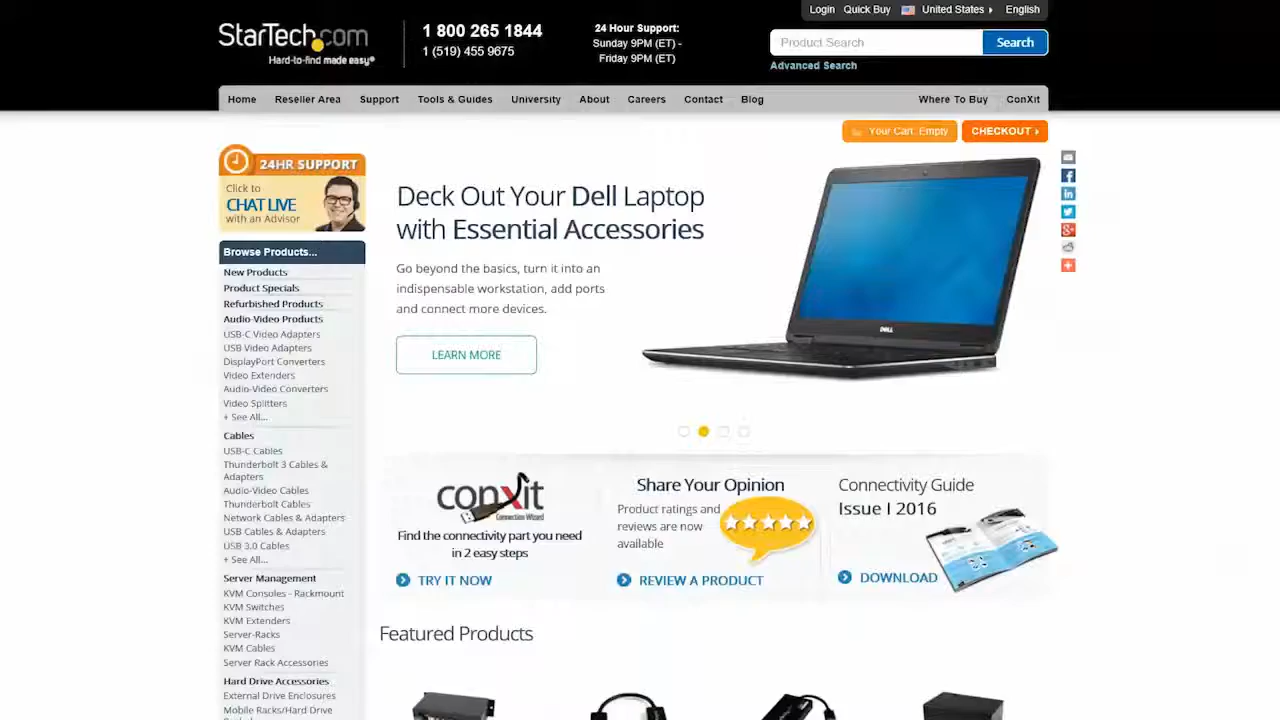 Login Quick Buy United States English
StarTech.com
Hard-to-find made easy®
1 800 265 1844
1 (519) 455 9675
24 Hour Support:
Sunday 9PM (ET) -
Friday 9PM (ET)
Product Search Search
Advanced Search
Home Reseller Area Support Tools & Guides University About Careers Contact Blog Where To Buy ConXit
Your Cart: Empty CHECKOUT ›
24HR SUPPORT
Click to
CHAT LIVE
with an Advisor
Browse Products...
New Products
Product Specials
Refurbished Products
Audio-Video Products
USB-C Video Adapters
USB Video Adapters
DisplayPort Converters
Video Extenders
Audio-Video Converters
Video Splitters
+ See All...
Cables
USB-C Cables
Thunderbolt 3 Cables &
Adapters
Audio-Video Cables
Thunderbolt Cables
Network Cables & Adapters
USB Cables & Adapters
USB 3.0 Cables
+ See All...
Server Management
KVM Consoles - Rackmount
KVM Switches
KVM Extenders
Server-Racks
KVM Cables
Server Rack Accessories
Hard Drive Accessories
External Drive Enclosures
Mobile Racks/Hard Drive
Deck Out Your Dell Laptop
with Essential Accessories
Go beyond the basics, turn it into an
indispensable workstation, add ports
and connect more devices.
LEARN MORE
DELL
conxit
Connection Wizard
Find the connectivity part you need
in 2 easy steps
TRY IT NOW
Share Your Opinion
Product ratings and
reviews are now
available
REVIEW A PRODUCT
Connectivity Guide
Issue I 2016
DOWNLOAD
Featured Products